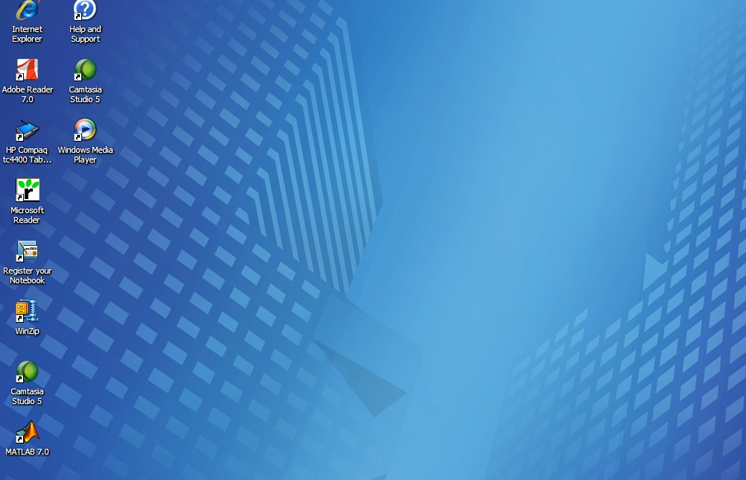 Internet
Explorer
Help and
Support
Adobe Reader
7.0
Camtasia
Studio 5
HP Compaq
tc4400 Tab...
Windows Media
Player
Microsoft
Reader
Register your
Notebook
WinZip
Camtasia
Studio 5
MATLAB 7.0